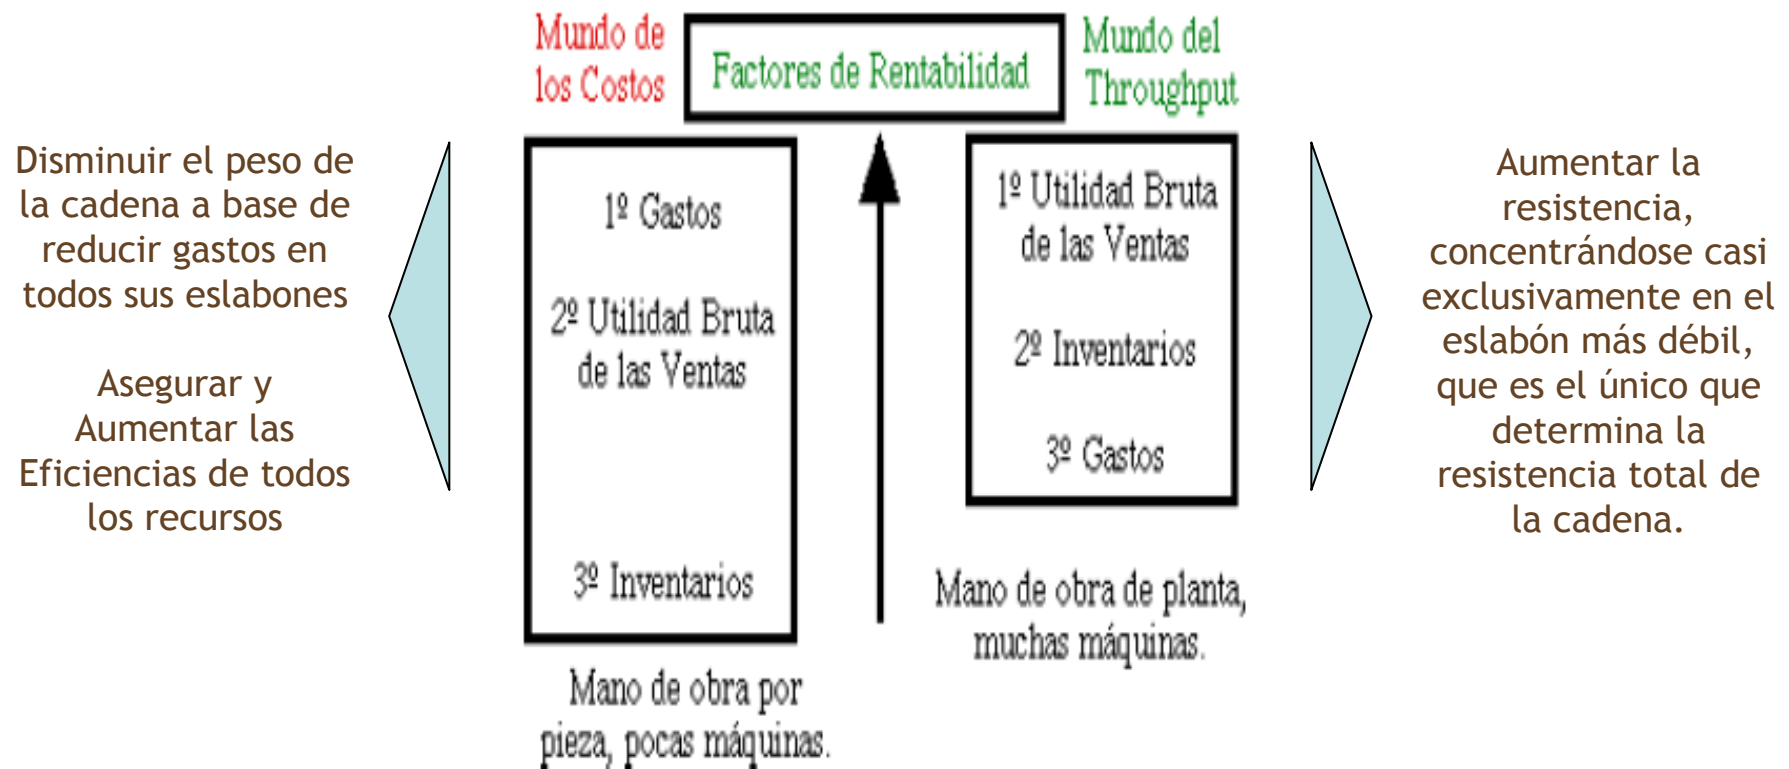 Mundo de
los Costos
Factores de Rentabilidad
Mundo del
Throughput
Disminuir el peso de
la cadena a base de
reducir gastos en
todos sus eslabones
Asegurar y
Aumentar las
Eficiencias de todos
los recursos
1º Gastos
2º Utilidad Bruta
de las Ventas
3º Inventarios
Mano de obra por
pieza, pocas máquinas.
1º Utilidad Bruta
de las Ventas
2º Inventarios
3º Gastos
Mano de obra de planta,
muchas máquinas.
Aumentar la
resistencia,
concentrándose casi
exclusivamente en el
eslabón más débil,
que es el único que
determina la
resistencia total de
la cadena.